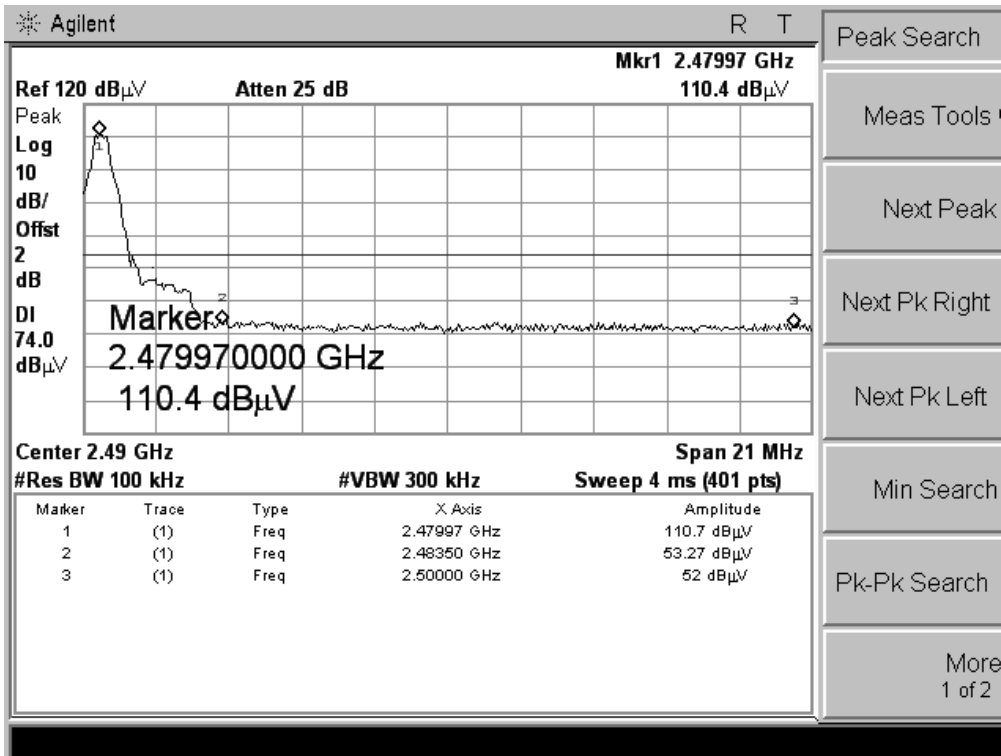 Agilent R T
Mkr1 2.47997 GHz
Ref 120 dBμV Atten 25 dB 110.4 dBμV
Peak
Log
10
dB/
Offst
2
dB
DI
74.0
dBμV
1
2
3
Marker
2.479970000 GHz
110.4 dBμV
Center 2.49 GHz Span 21 MHz
#Res BW 100 kHz #VBW 300 kHz Sweep 4 ms (401 pts)
Marker Trace Type X Axis Amplitude
1 (1) Freq 2.47997 GHz 110.7 dBμV
2 (1) Freq 2.48350 GHz 53.27 dBμV
3 (1) Freq 2.50000 GHz 52 dBμV
Peak Search
Meas Tools
Next Peak
Next Pk Right
Next Pk Left
Min Search
Pk-Pk Search
More
1 of 2